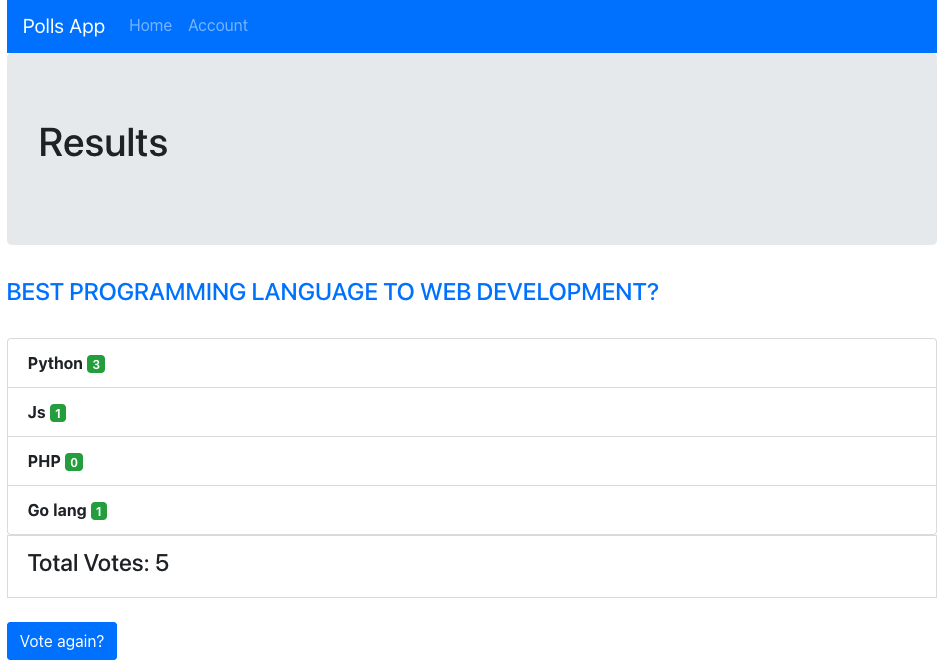 Polls App Home Account
Results
BEST PROGRAMMING LANGUAGE TO WEB DEVELOPMENT?
Python 3
Js 1
PHP 0
Go lang 1
Total Votes: 5
Vote again?